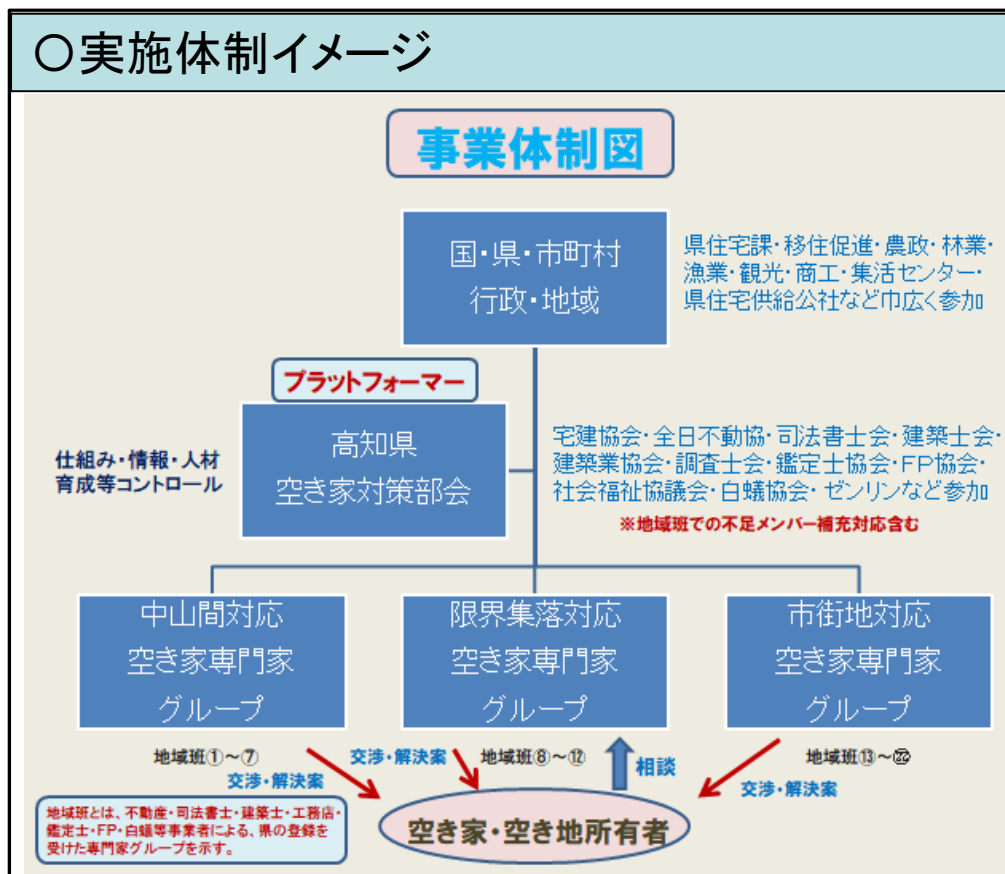 〇実施体制イメージ
事業体制図
国・県・市町村
行政・地域
県住宅課・移住促進・農政・林業・
漁業・観光・商工・集活センター・
県住宅供給公社など巾広く参加
プラットフォーマー
高知県
空き家対策部会
仕組み・情報・人材
育成等コントロール
宅建協会・全日不動協・司法書士会・建築士会・
建築業協会・調査士会・鑑定士協会・FP協会・
社会福祉協議会・白蟻協会・ゼンリンなど参加
※地域班での不足メンバー補充対応含む
中山間対応
空き家専門家
グループ
限界集落対応
空き家専門家
グループ
市街地対応
空き家専門家
グループ
地域班①～⑦
交渉・解決案
交渉・解決案
地域班⑧～⑫
相談
地域班⑬～㉒
交渉・解決案
地域班とは、不動産・司法書士・建築士・工務店・
鑑定士・FP・白蟻等事業者による、県の登録を
受けた専門家グループを示す。
空き家・空き地所有者